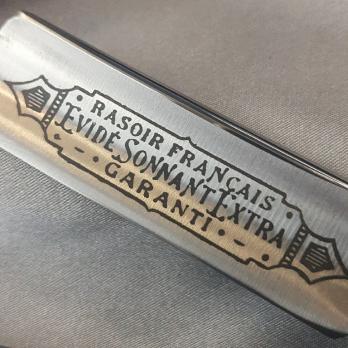 RASOIR FRANÇAIS
EVIDÉ SONNANT EXTRA
GARANTI